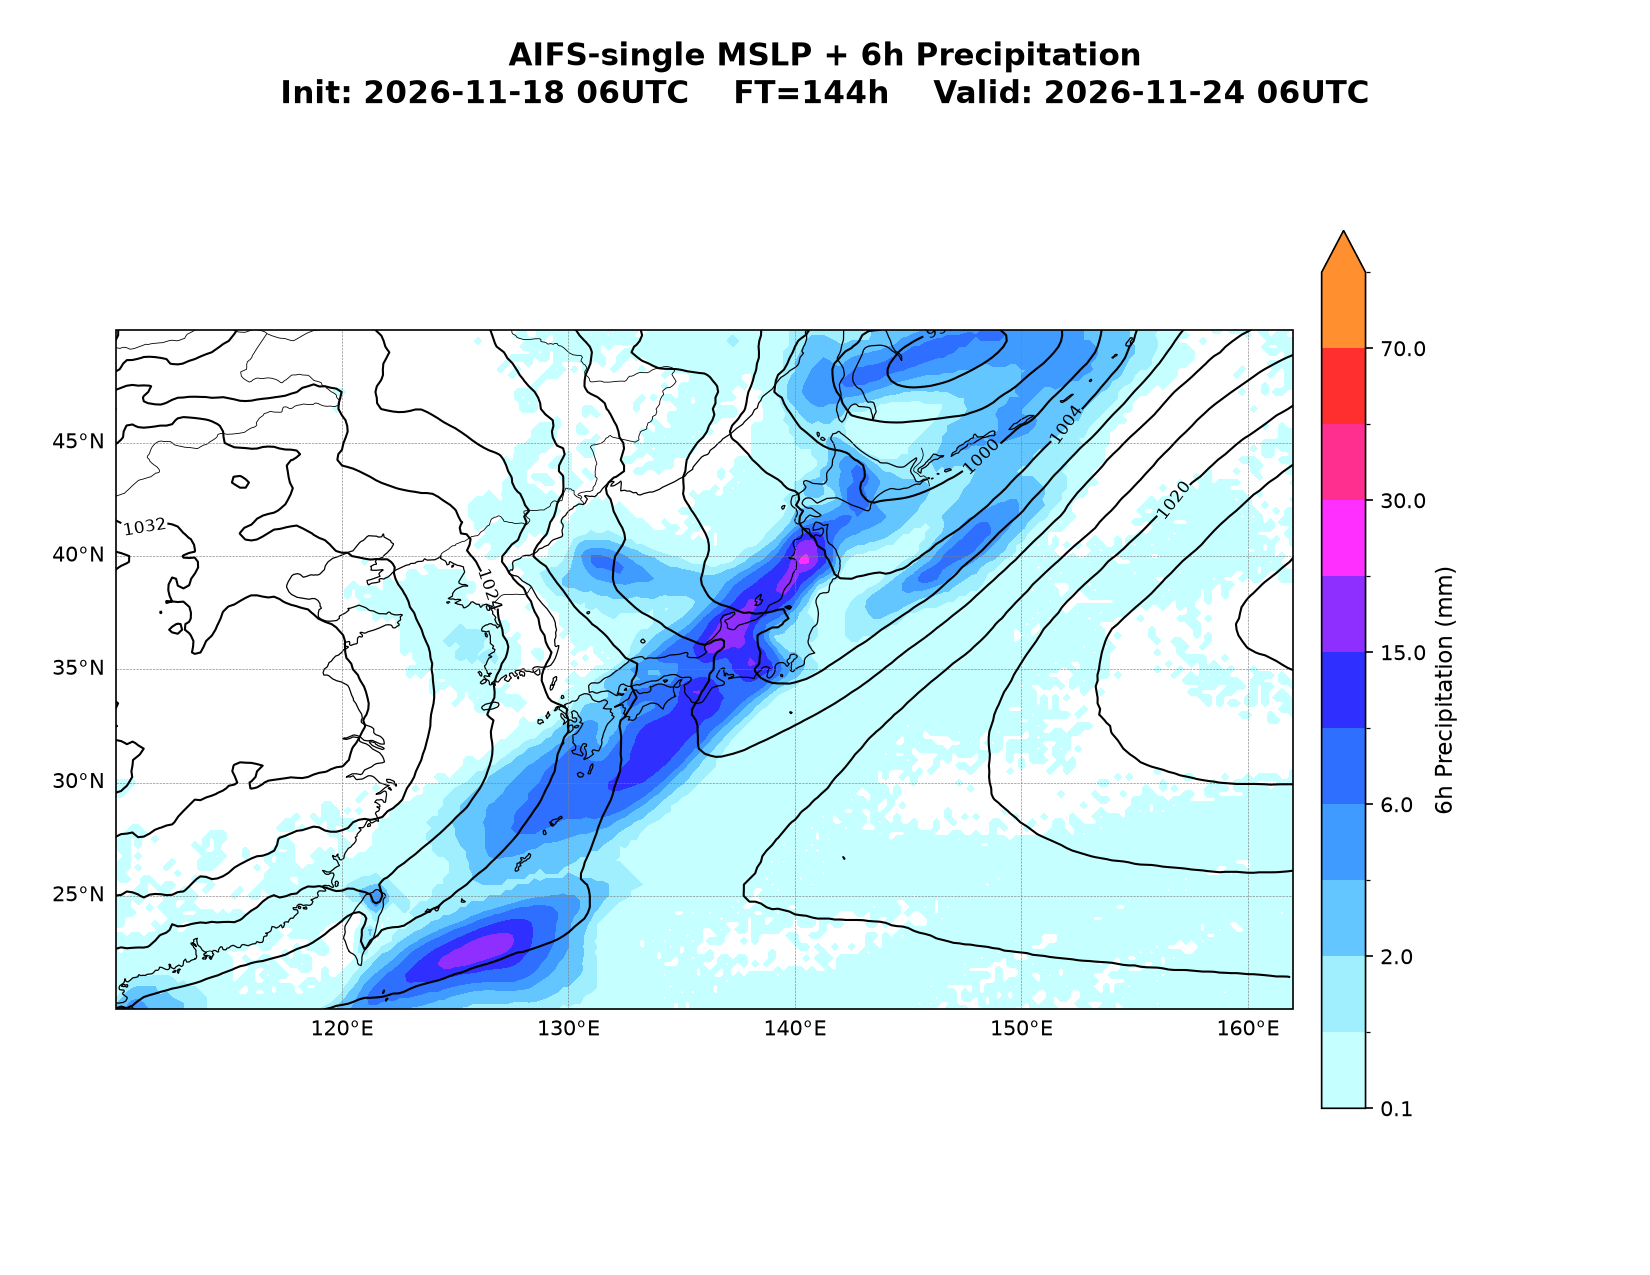 AIFS-single MSLP + 6h Precipitation
Init: 2026-11-18 06UTC    FT=144h    Valid: 2026-11-24 06UTC
70.0
30.0
15.0
6.0
2.0
0.1
6h Precipitation (mm)
45°N
40°N
35°N
30°N
25°N
120°E
130°E
140°E
150°E
160°E
1032
1024
1000
1004
1020